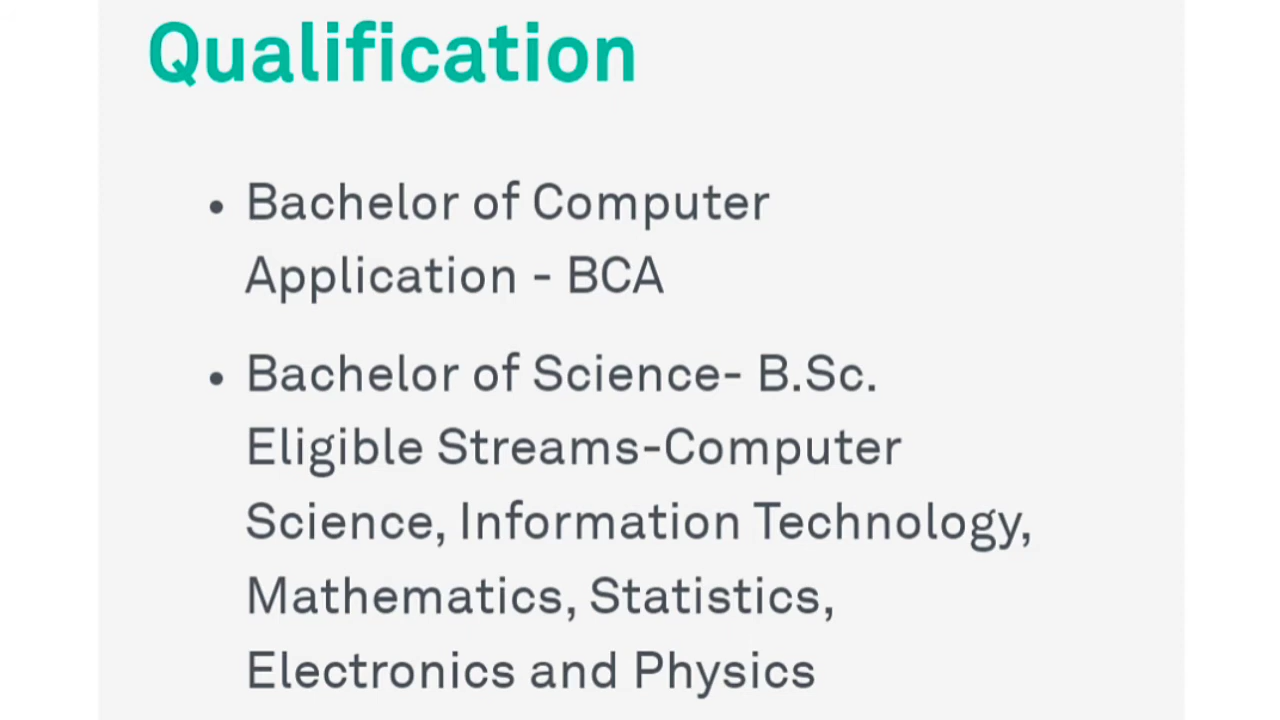 Qualification
• Bachelor of Computer
Application - BCA
• Bachelor of Science- B.Sc.
Eligible Streams-Computer
Science, Information Technology,
Mathematics, Statistics,
Electronics and Physics